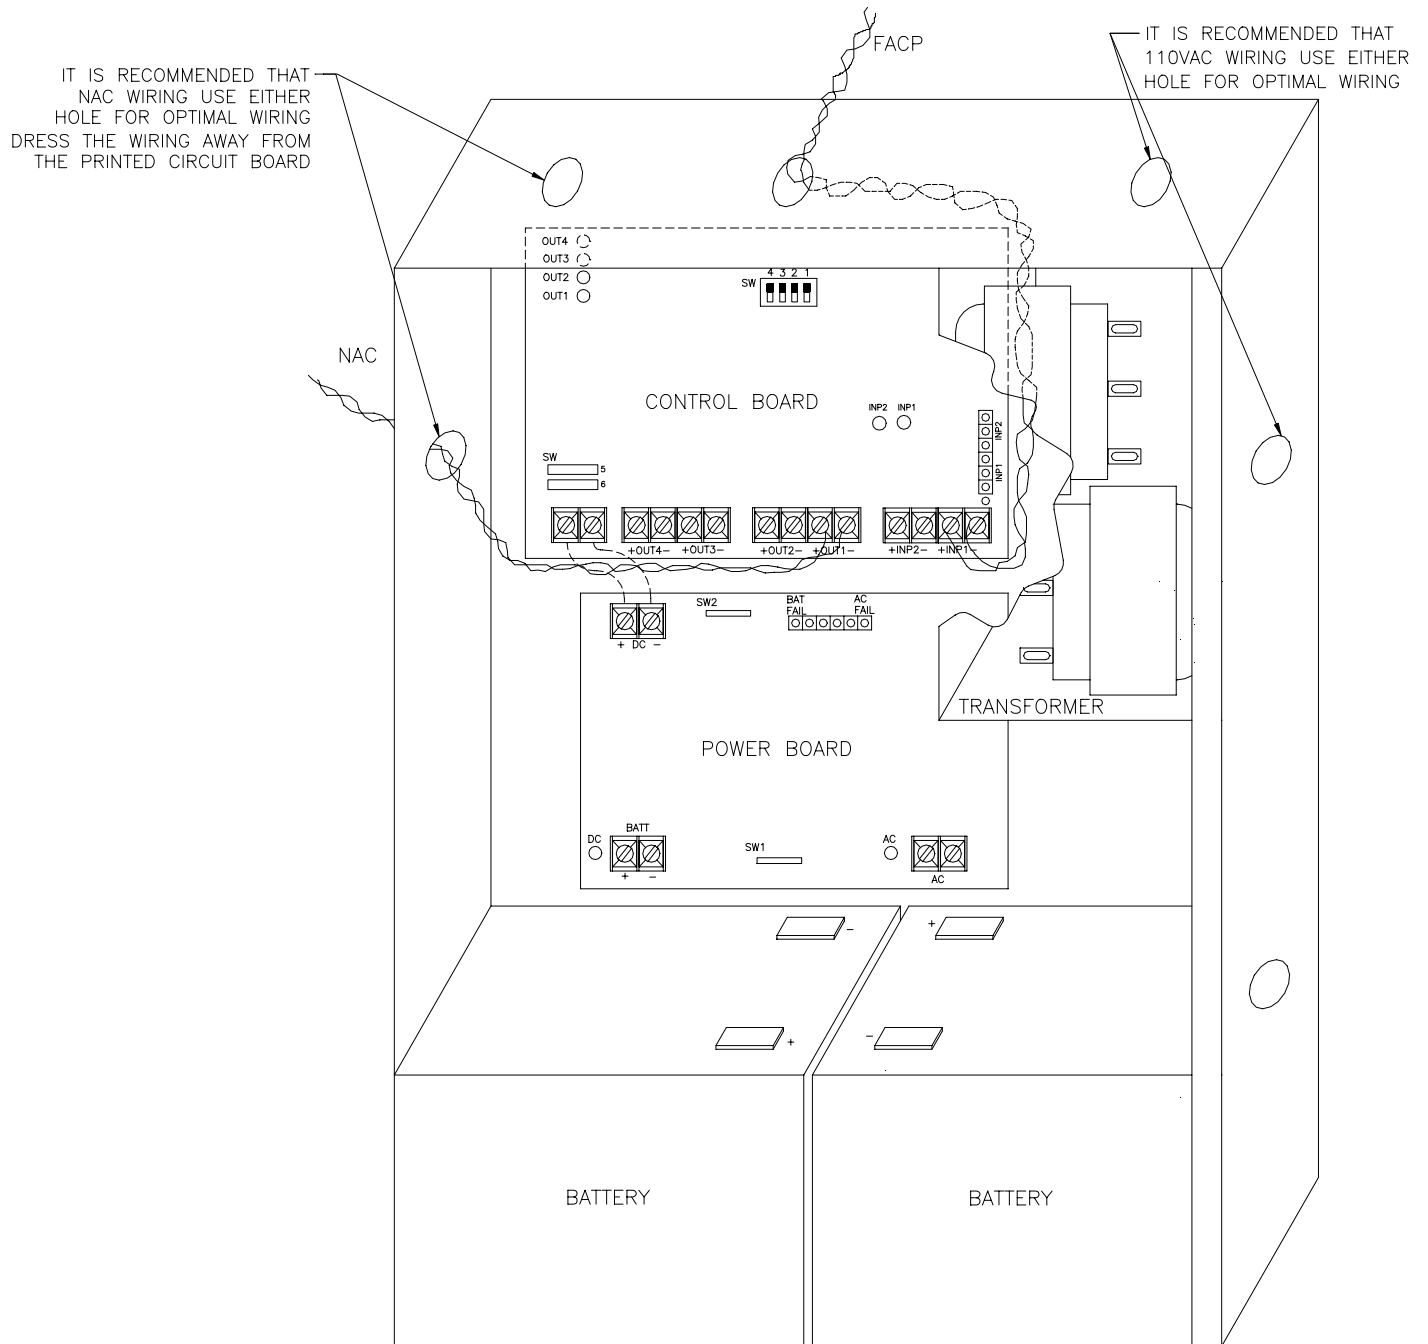 FACP
IT IS RECOMMENDED THAT
110VAC WIRING USE EITHER
HOLE FOR OPTIMAL WIRING
IT IS RECOMMENDED THAT
NAC WIRING USE EITHER
HOLE FOR OPTIMAL WIRING
DRESS THE WIRING AWAY FROM
THE PRINTED CIRCUIT BOARD
OUT4
OUT3
OUT2
OUT1
4 3 2 1
SW
NAC
CONTROL BOARD
INP2 INP1
INP2
INP1
SW
5
6
+OUT4- +OUT3- +OUT2- +OUT1- +INP2- +INP1-
SW2
BAT
FAIL
AC
FAIL
+ DC -
TRANSFORMER
POWER BOARD
BATT
DC
+ -
SW1
AC
AC
- +
+ -
BATTERY BATTERY